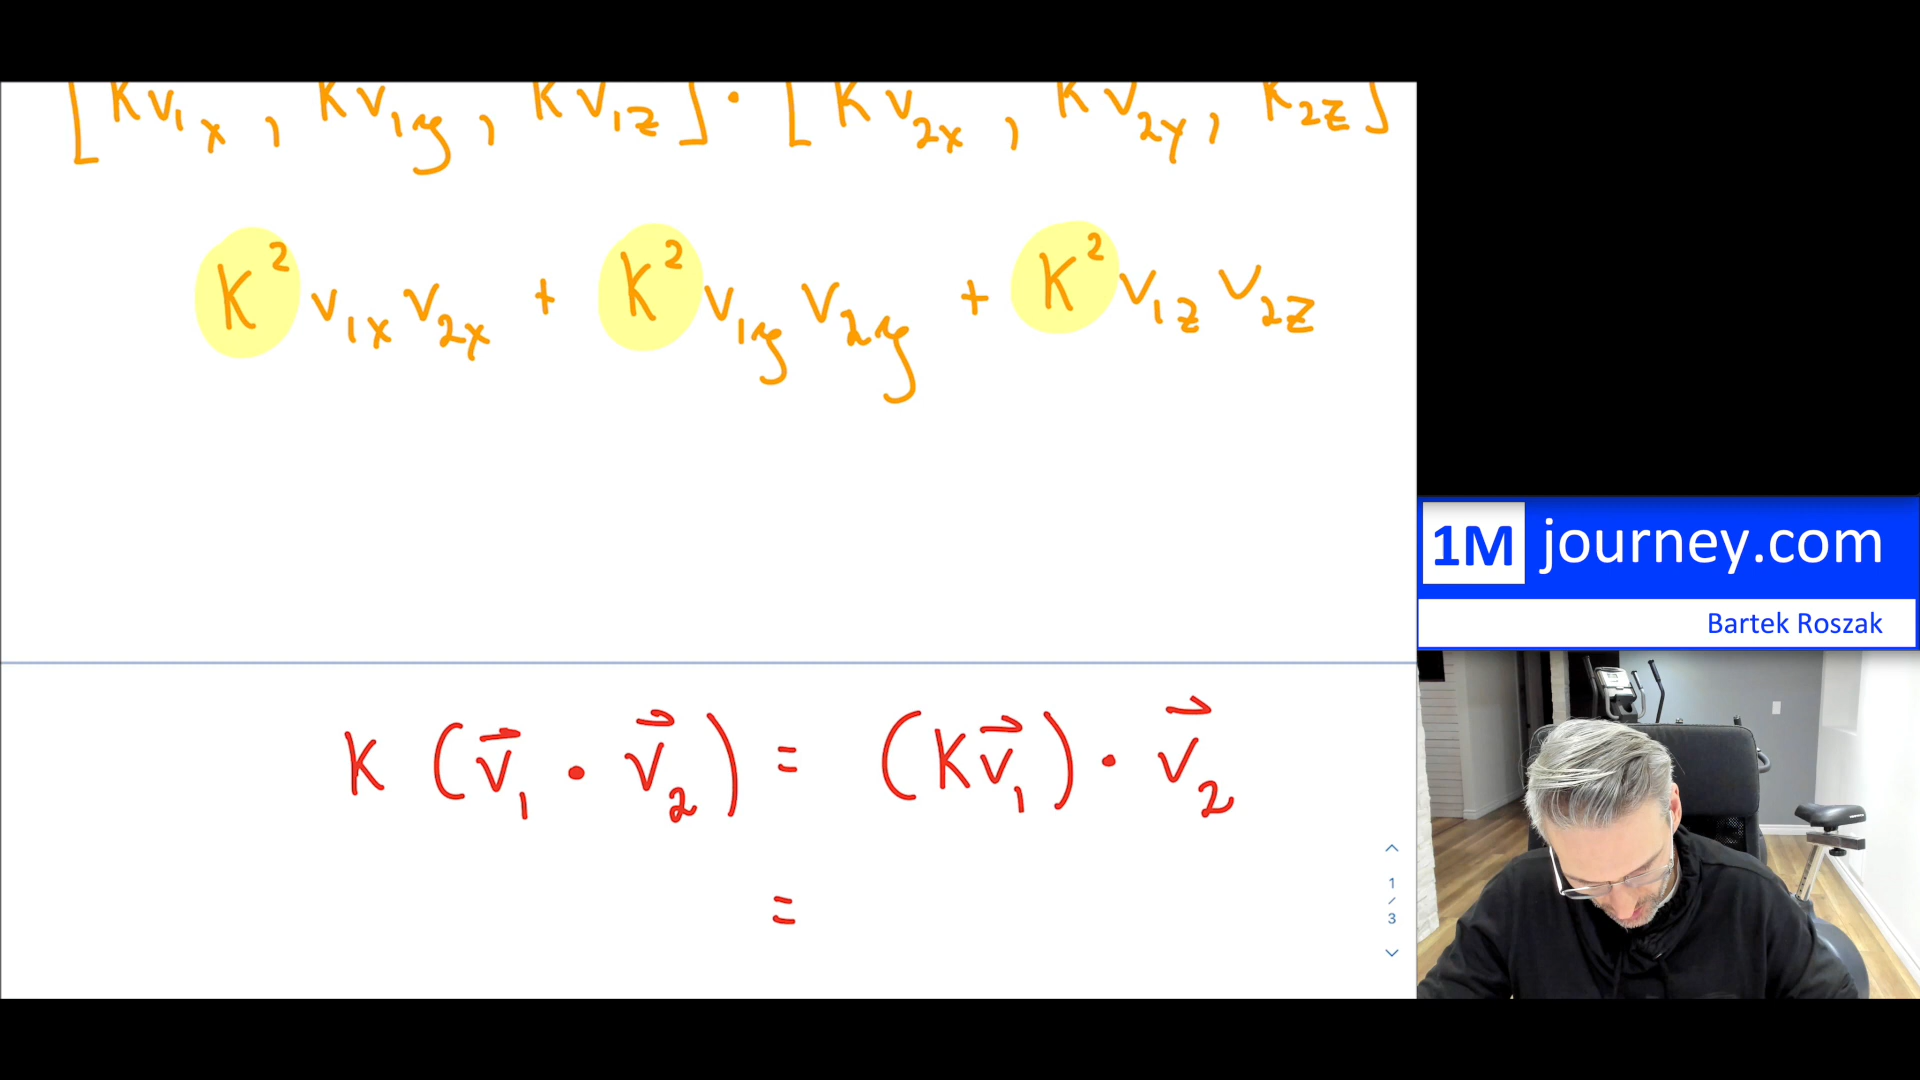 [Kv₁ₓ, Kv₁y, Kv₁z] · [Kv₂ₓ, Kv₂y, K₂z]
K² v₁ₓ v₂ₓ + K² v₁y v₂y + K² v₁z v₂z
K (v⃗₁ · v⃗₂) = (Kv⃗₁) · v⃗₂
=
1
/
3
1M journey.com
Bartek Roszak